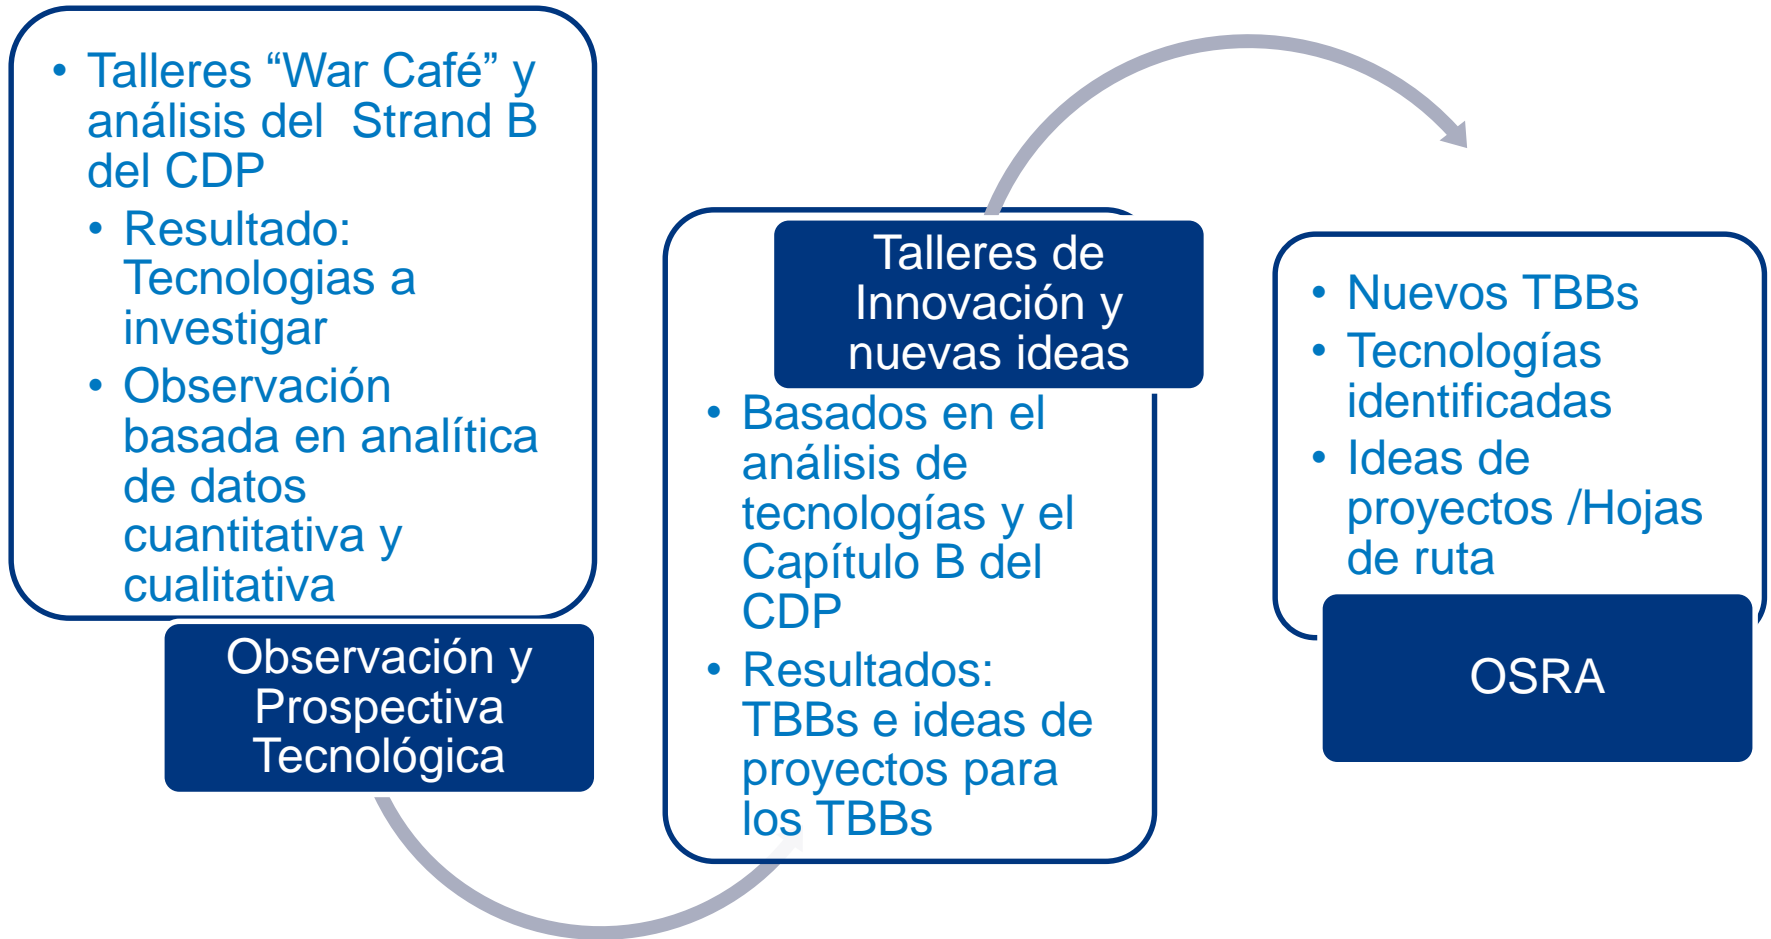 • Talleres “War Café” y
análisis del  Strand B
del CDP
• Resultado:
Tecnologias a
investigar
• Observación
basada en analítica
de datos
cuantitativa y
cualitativa
Observación y
Prospectiva
Tecnológica
Talleres de
Innovación y
nuevas ideas
• Basados en el
análisis de
tecnologías y el
Capítulo B del
CDP
• Resultados:
TBBs e ideas de
proyectos para
los TBBs
• Nuevos TBBs
• Tecnologías
identificadas
• Ideas de
proyectos /Hojas
de ruta
OSRA